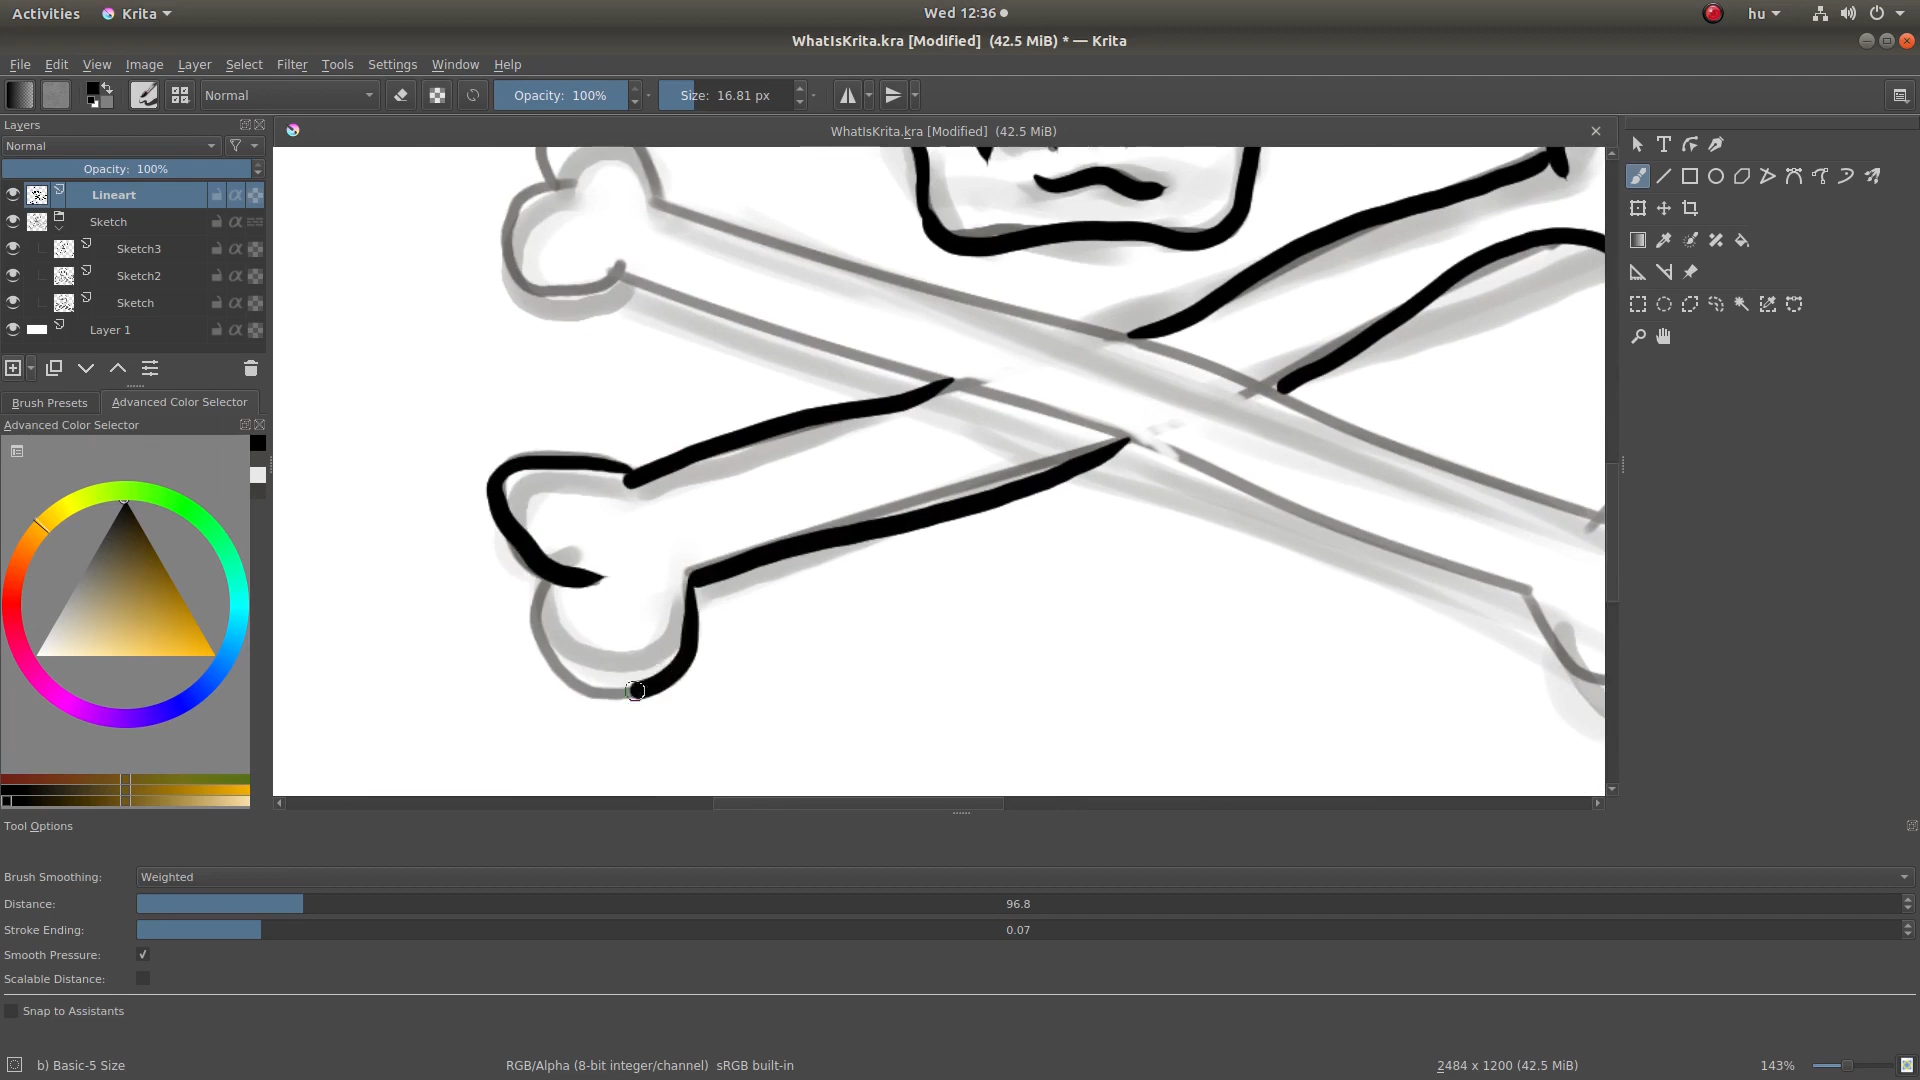 Activities Krita Wed 12:36 hu
WhatIsKrita.kra [Modified] (42.5 MiB) * — Krita
File Edit View Image Layer Select Filter Tools Settings Window Help
Normal Opacity: 100% Size: 16.81 px
Layers
WhatIsKrita.kra [Modified] (42.5 MiB)
Normal
Opacity: 100%
Lineart
Sketch
Sketch3
Sketch2
Sketch
Layer 1
Brush Presets Advanced Color Selector
Advanced Color Selector
Tool Options
Brush Smoothing: Weighted
Distance: 96.8
Stroke Ending: 0.07
Smooth Pressure:
Scalable Distance:
Snap to Assistants
b) Basic-5 Size RGB/Alpha (8-bit integer/channel) sRGB built-in 2484 x 1200 (42.5 MiB) 143%